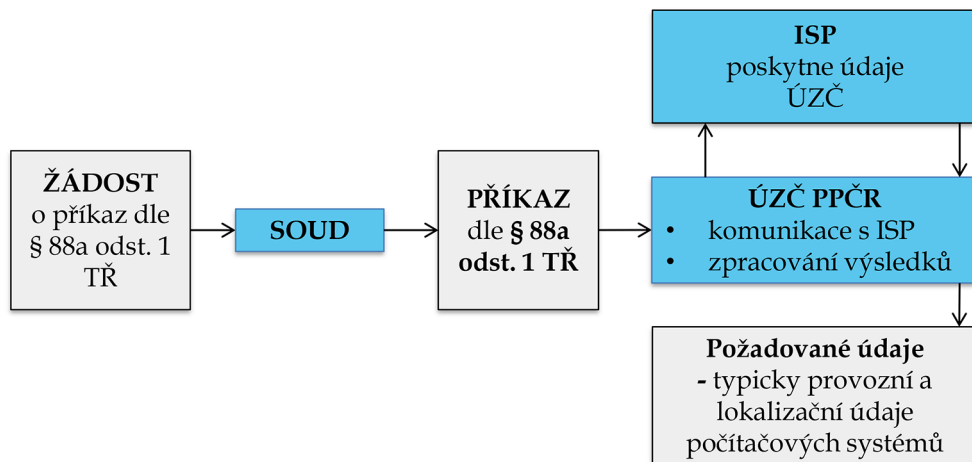 ŽÁDOST
o příkaz dle
§ 88a odst. 1
TŘ
SOUD
PŘÍKAZ
dle § 88a
odst. 1 TŘ
ISP
poskytne údaje
ÚZČ
ÚZČ PPČR
• komunikace s ISP
• zpracování výsledků
Požadované údaje
- typicky provozní a
lokalizační údaje
počítačových systémů